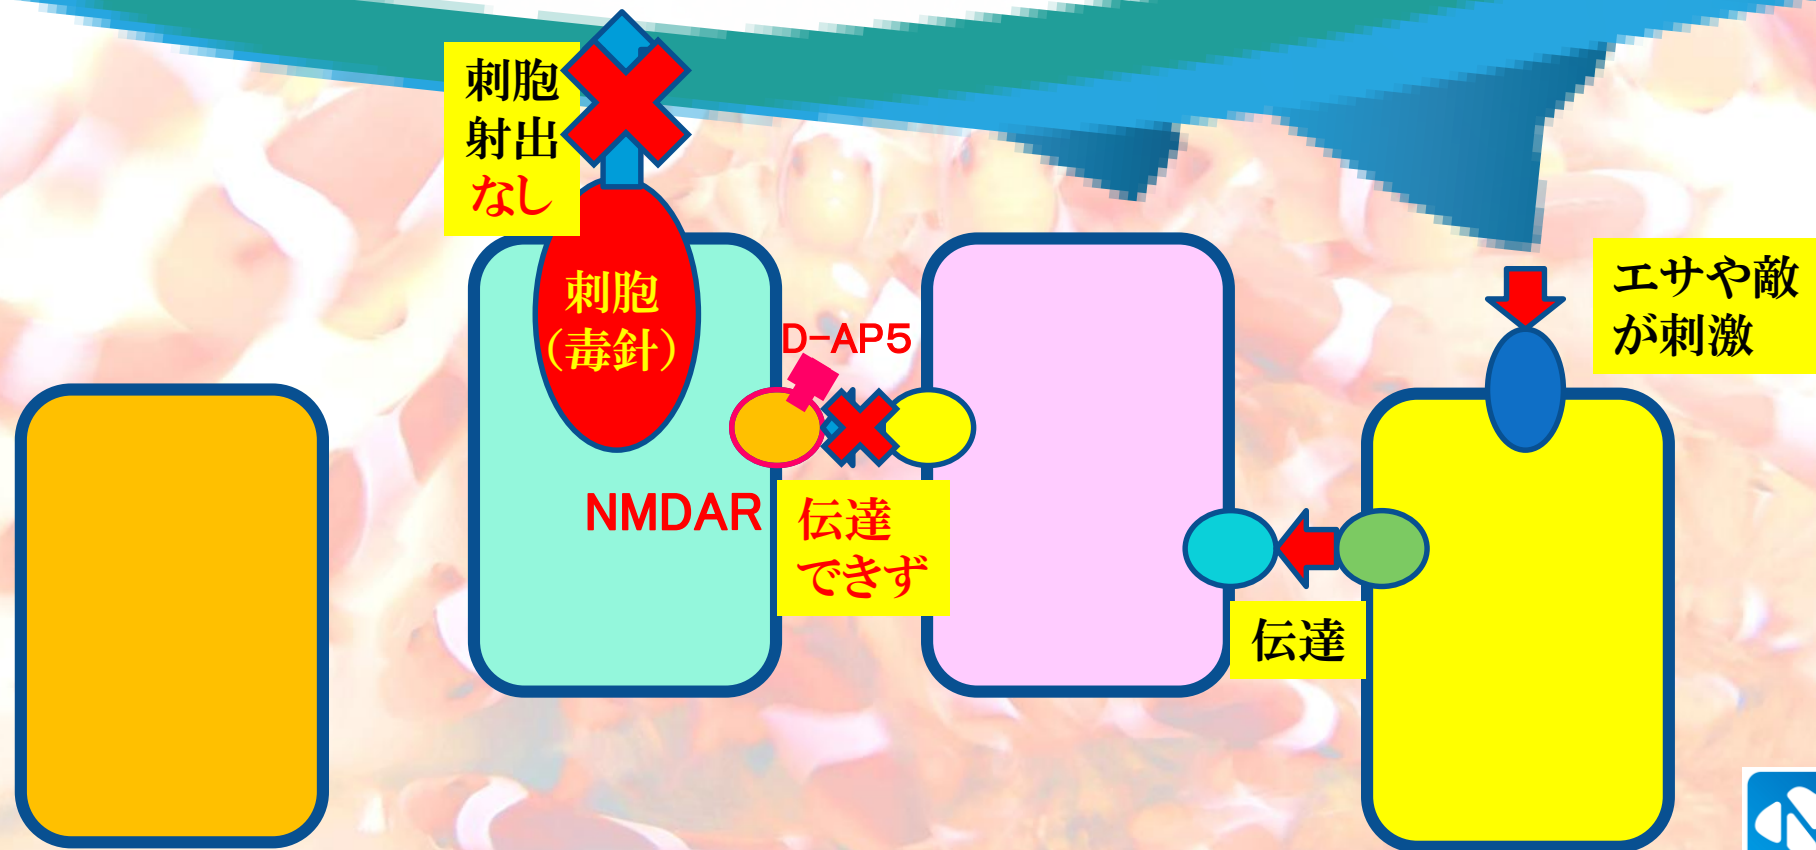 刺胞
射出
なし
刺胞
(毒針)
D-AP5
NMDAR
伝達
できず
伝達
エサや敵
が刺激